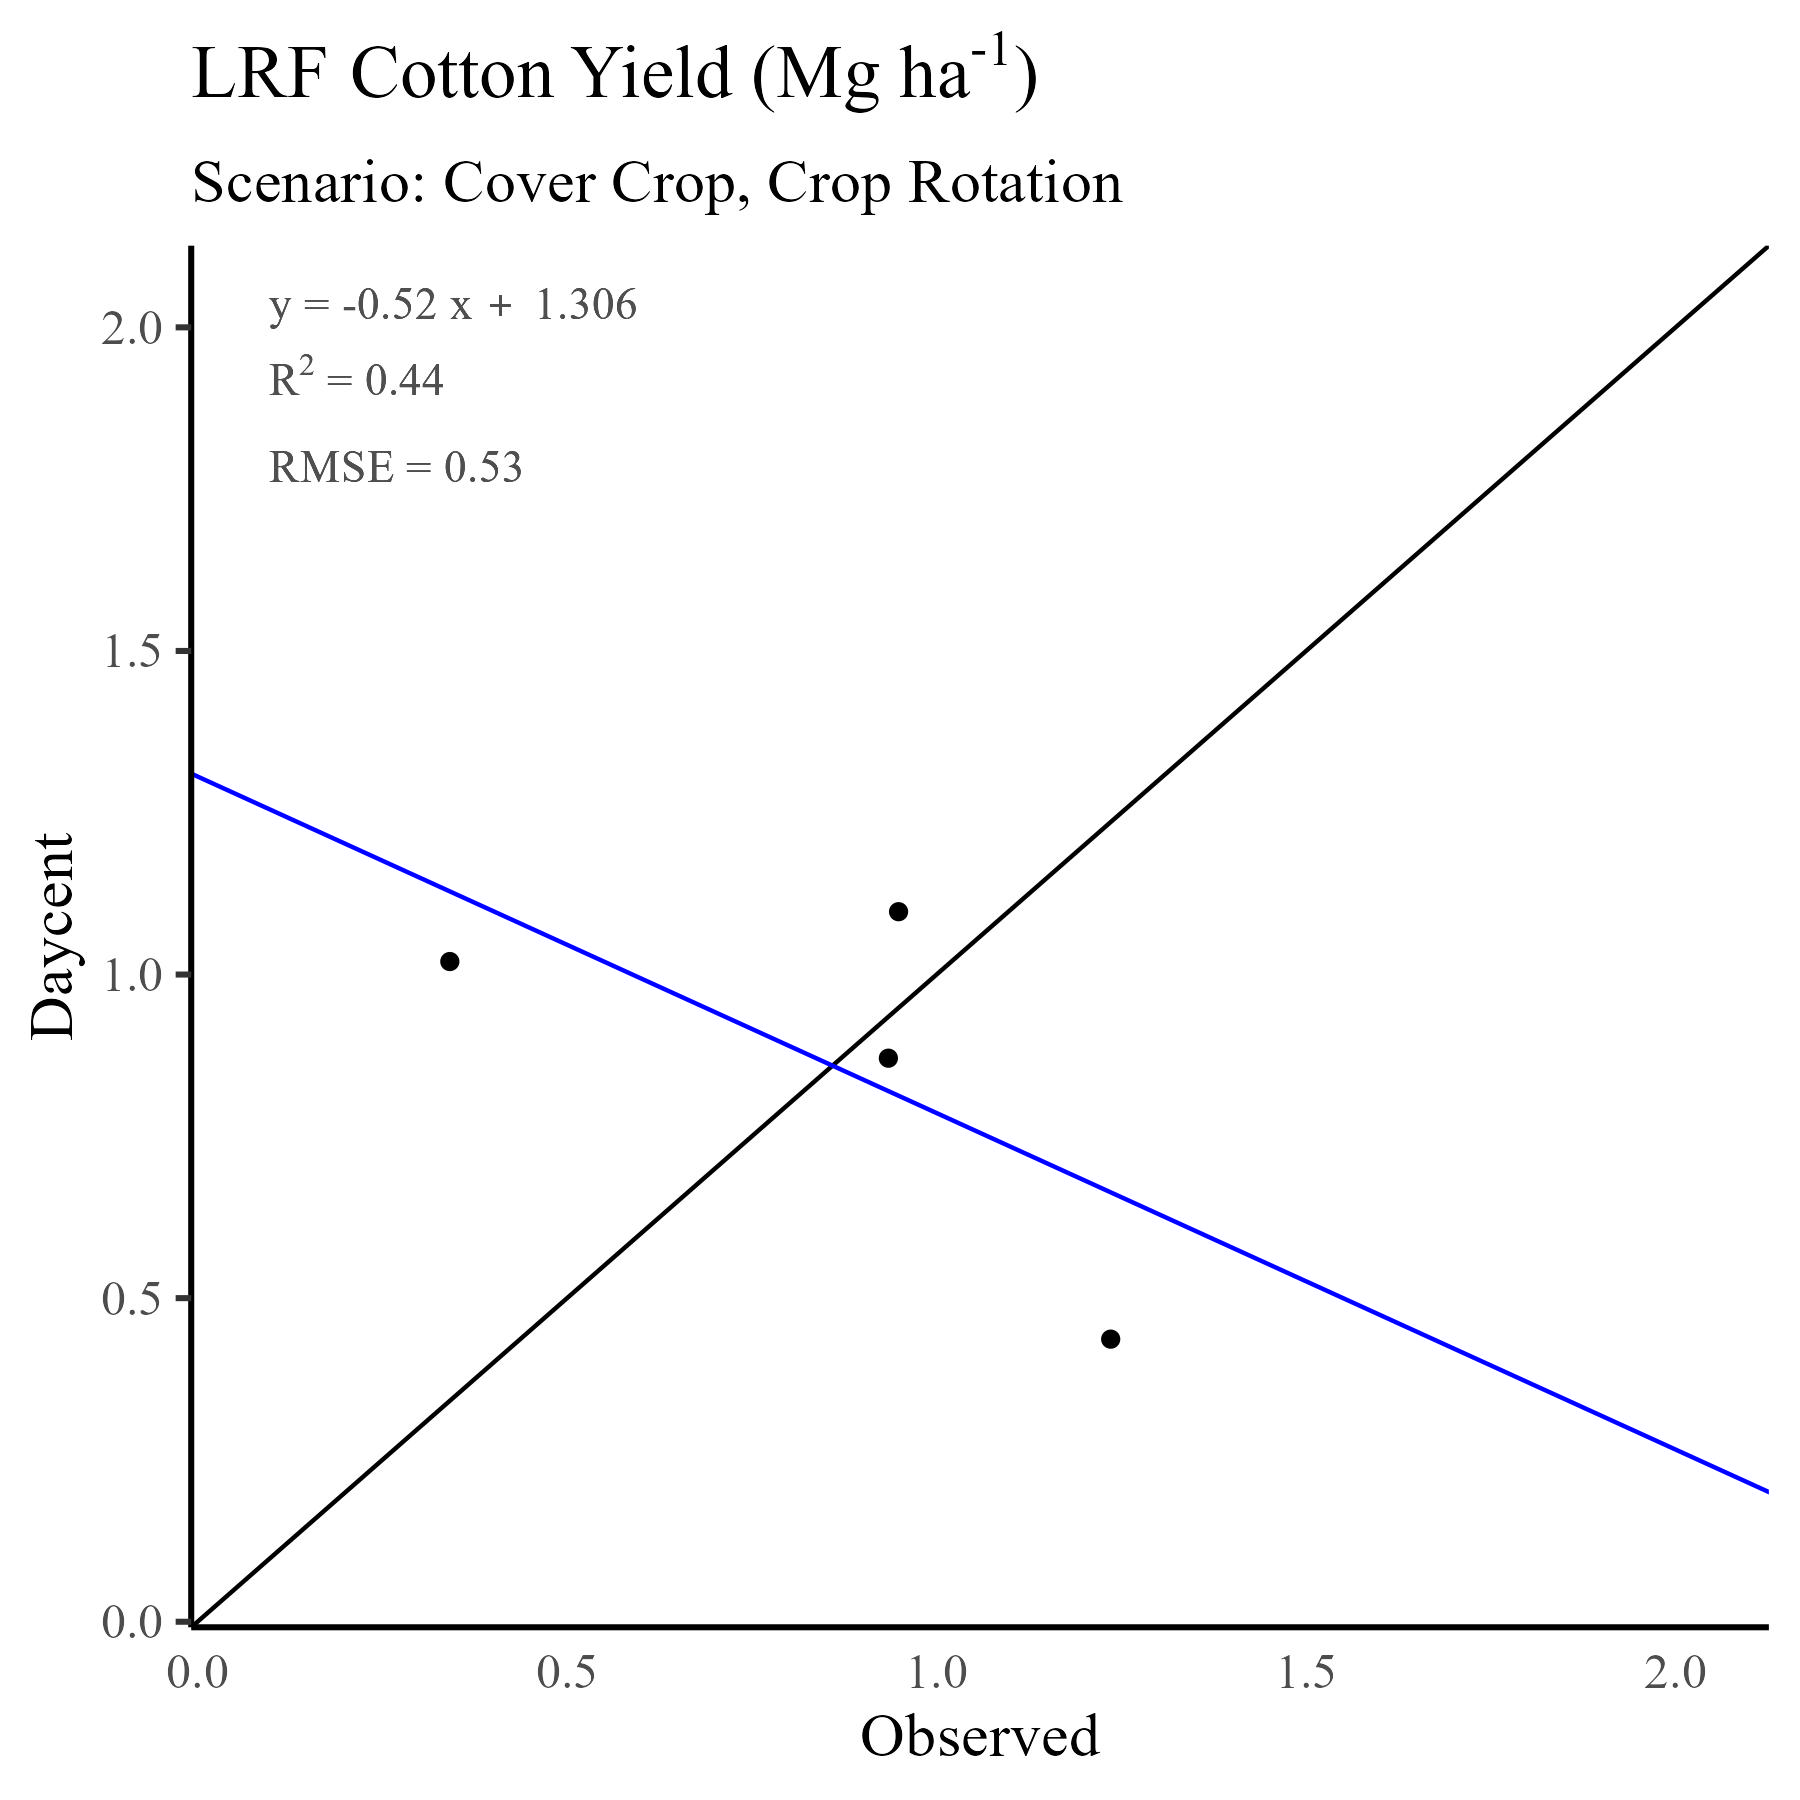 LRF Cotton Yield (Mg ha⁻¹)
Scenario: Cover Crop, Crop Rotation
y = -0.52 x + 1.306
R² = 0.44
RMSE = 0.53
2.0
1.5
1.0
0.5
0.0
Daycent
0.0 0.5 1.0 1.5 2.0
Observed